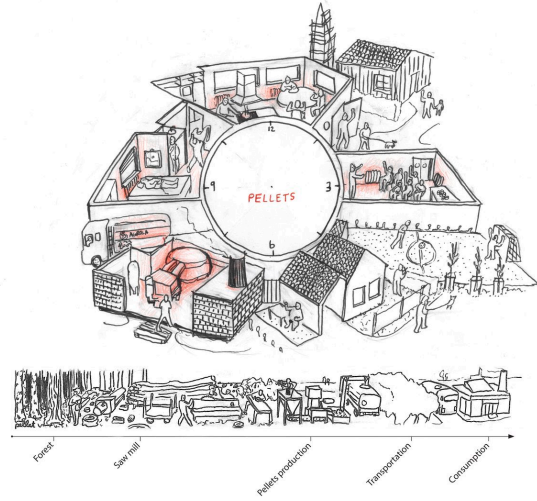 12
9
PELLETS
3
6
Forest
Saw mill
Pellets production
Transportation
Consumption